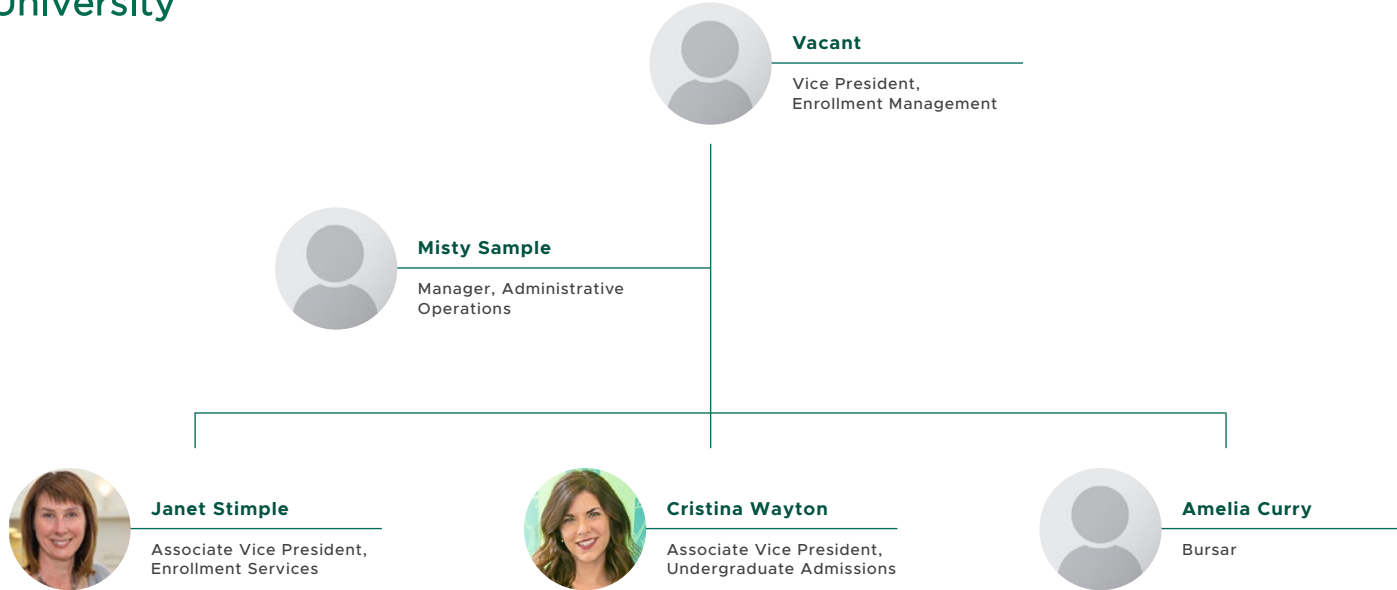 University
Vacant
Vice President,
Enrollment Management
Misty Sample
Manager, Administrative
Operations
Janet Stimple
Associate Vice President,
Enrollment Services
Cristina Wayton
Associate Vice President,
Undergraduate Admissions
Amelia Curry
Bursar